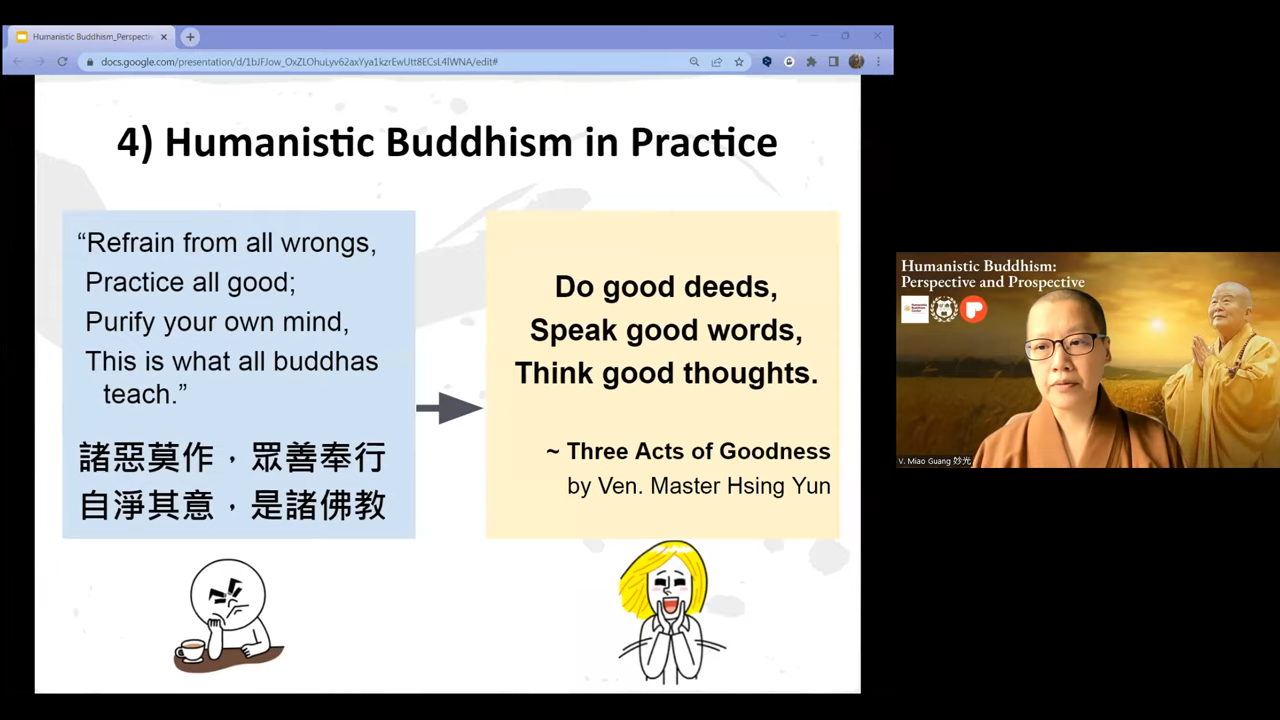 Humanistic Buddhism_Perspectiv
docs.google.com/presentation/d/1bJFJow_OxZLOhuLyv62axYya1kzrEwUtt8ECsL4lWNA/edit#
4) Humanistic Buddhism in Practice
“Refrain from all wrongs,
Practice all good;
Purify your own mind,
This is what all buddhas
teach.”
諸惡莫作，眾善奉行
自淨其意，是諸佛教
Do good deeds,
Speak good words,
Think good thoughts.
~ Three Acts of Goodness
by Ven. Master Hsing Yun
Humanistic Buddhism:
Perspective and Prospective
V. Miao Guang 妙光